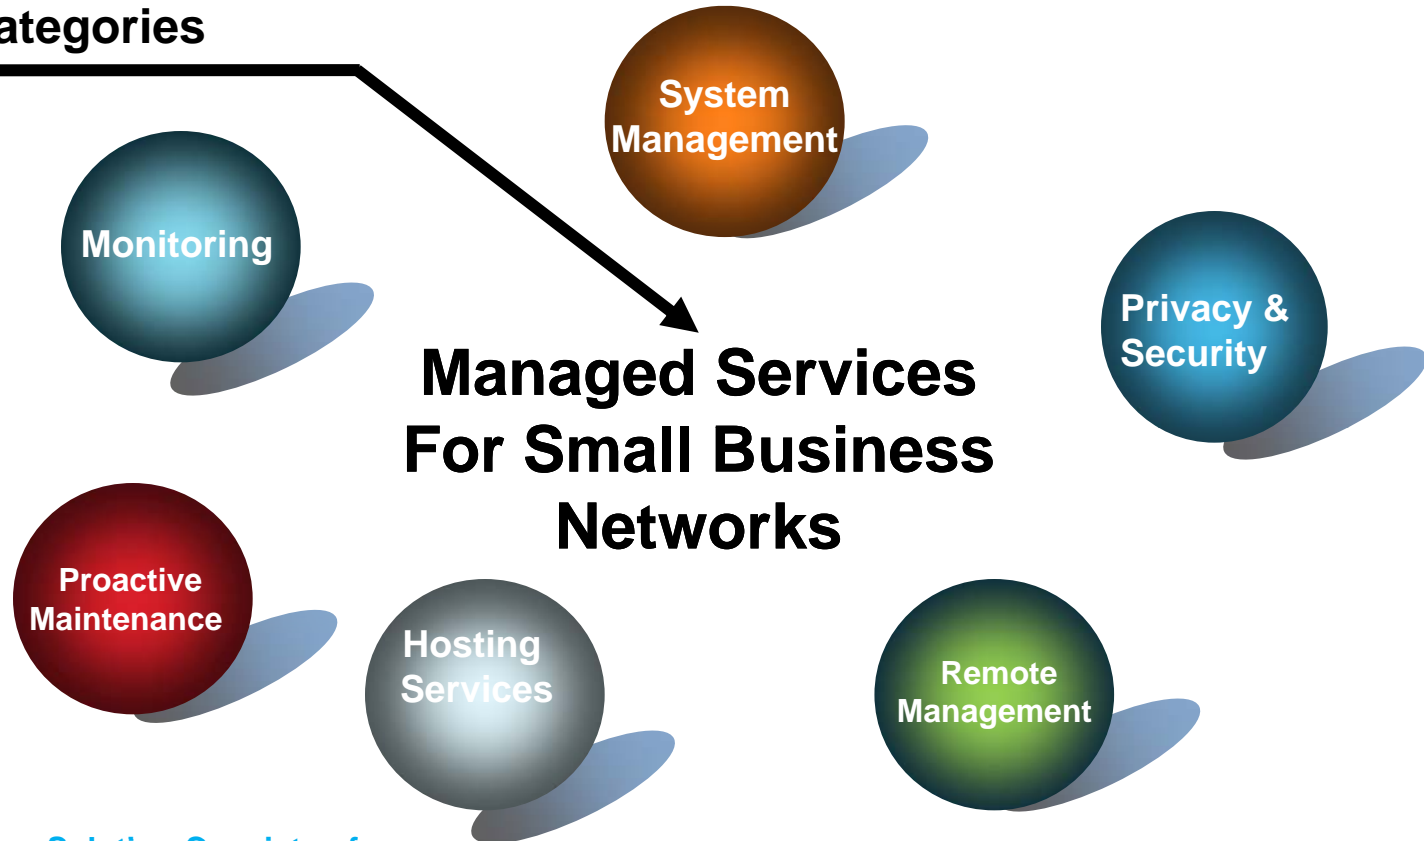 ategories
System
Management
Monitoring
Privacy &
Security
Managed Services
For Small Business
Networks
Proactive
Maintenance
Hosting
Services
Remote
Management